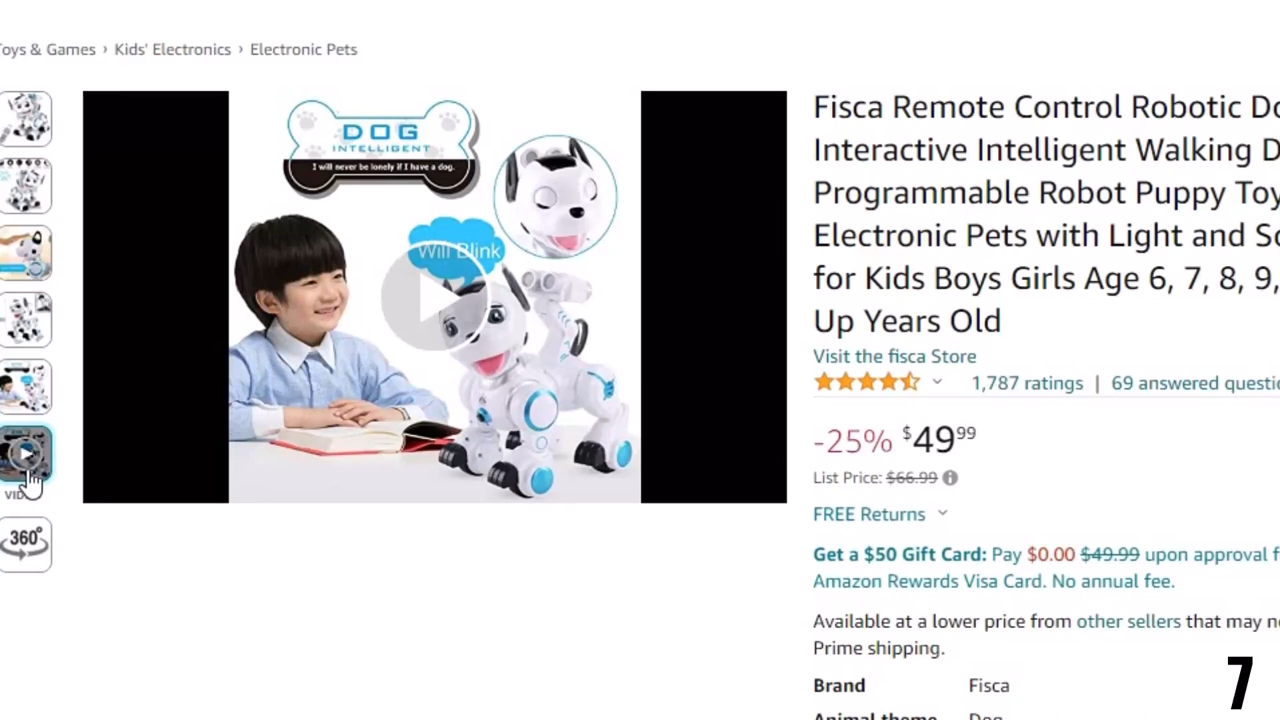 Toys & Games › Kids' Electronics › Electronic Pets
DOG
INTELLIGENT
I will never be lonely if I have a dog.
Will Blink
360°
Fisca Remote Control Robotic
Interactive Intelligent Walking
Programmable Robot Puppy
Electronic Pets with Light and
for Kids Boys Girls Age 6, 7, 8, 9,
Up Years Old
Visit the fisca Store
1,787 ratings | 69 answered
-25% $49 99
List Price: $66.99
FREE Returns
Get a $50 Gift Card: Pay $0.00 $49.99 upon approval
Amazon Rewards Visa Card. No annual fee.
Available at a lower price from other sellers that may
Prime shipping.
Brand Fisca
7